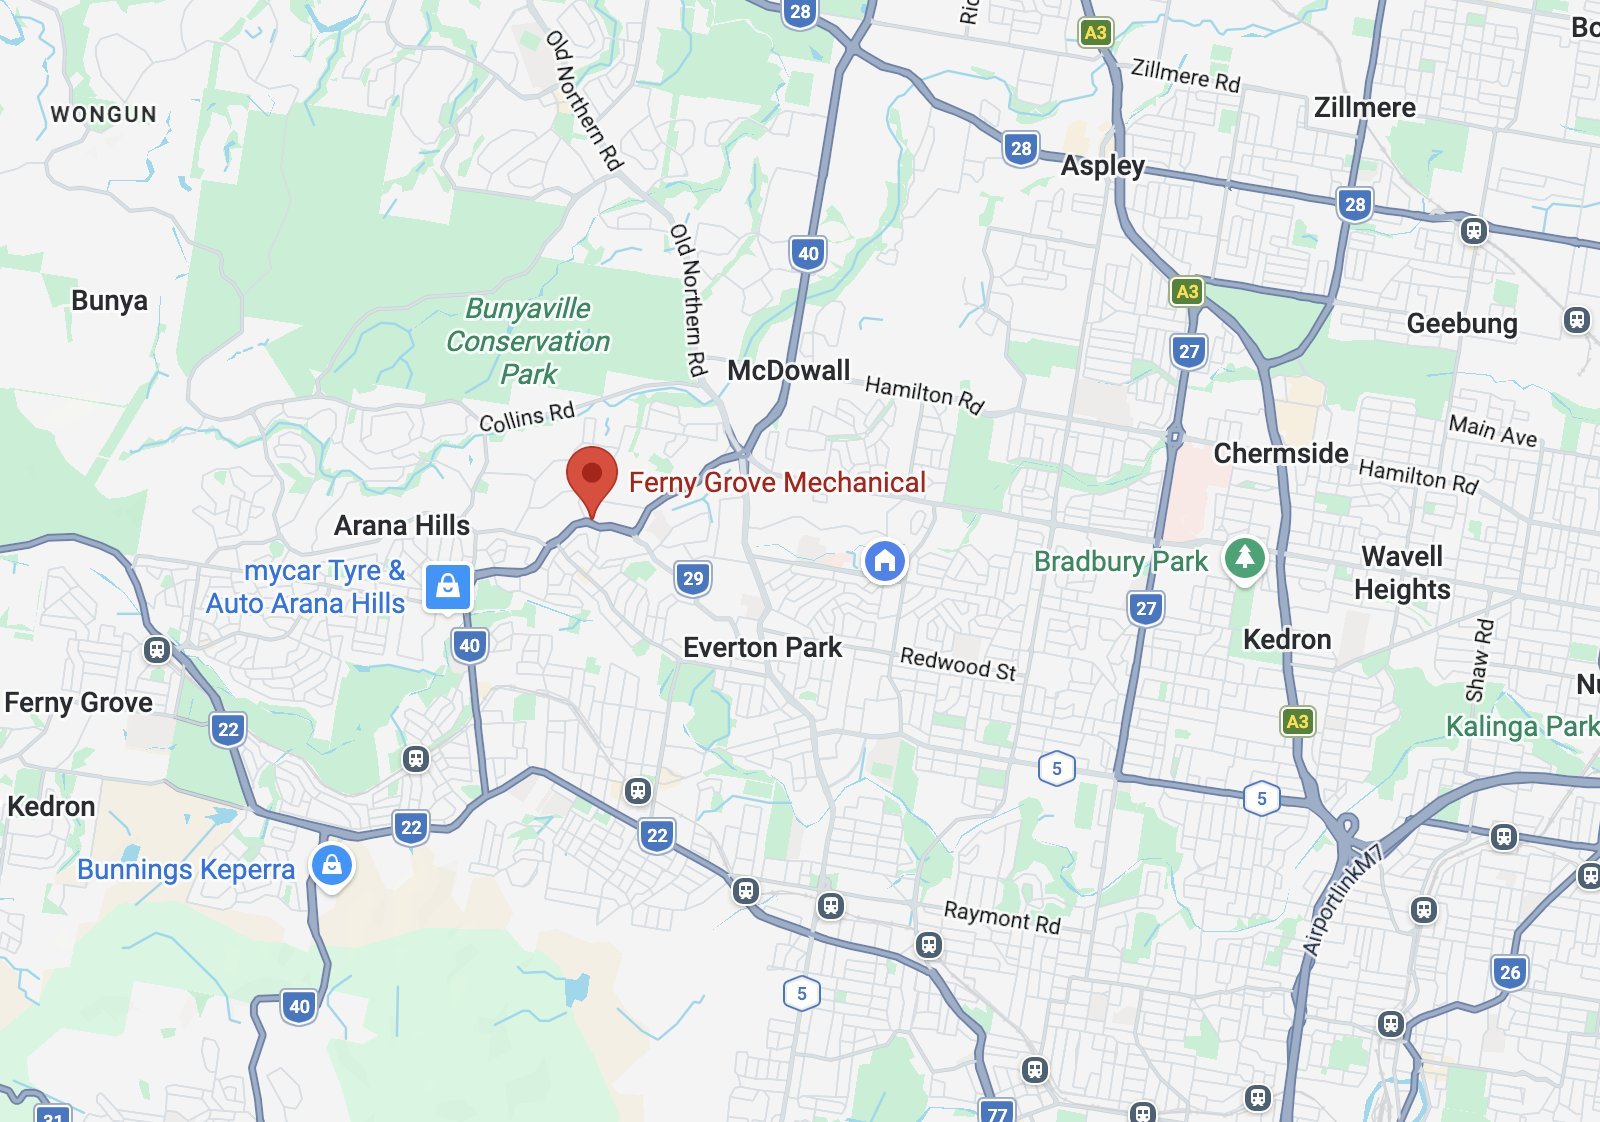 28
A3
Zillmere Rd
Zillmere
WONGUN
Old Northern Rd
28
Aspley
28
Old Northern Rd
40
Bunya
Bunyaville
Conservation
Park
A3
Geebung
27
McDowall
Hamilton Rd
Collins Rd
Main Ave
Chermside
Hamilton Rd
Ferny Grove Mechanical
Arana Hills
mycar Tyre &
Auto Arana Hills
29
Bradbury Park
Wavell
Heights
27
40
Everton Park
Redwood St
Kedron
Shaw Rd
Ferny Grove
22
A3
Kalinga Park
5
5
Kedron
22
22
Bunnings Keperra
AirportlinkM7
Raymont Rd
40
5
26
31
77